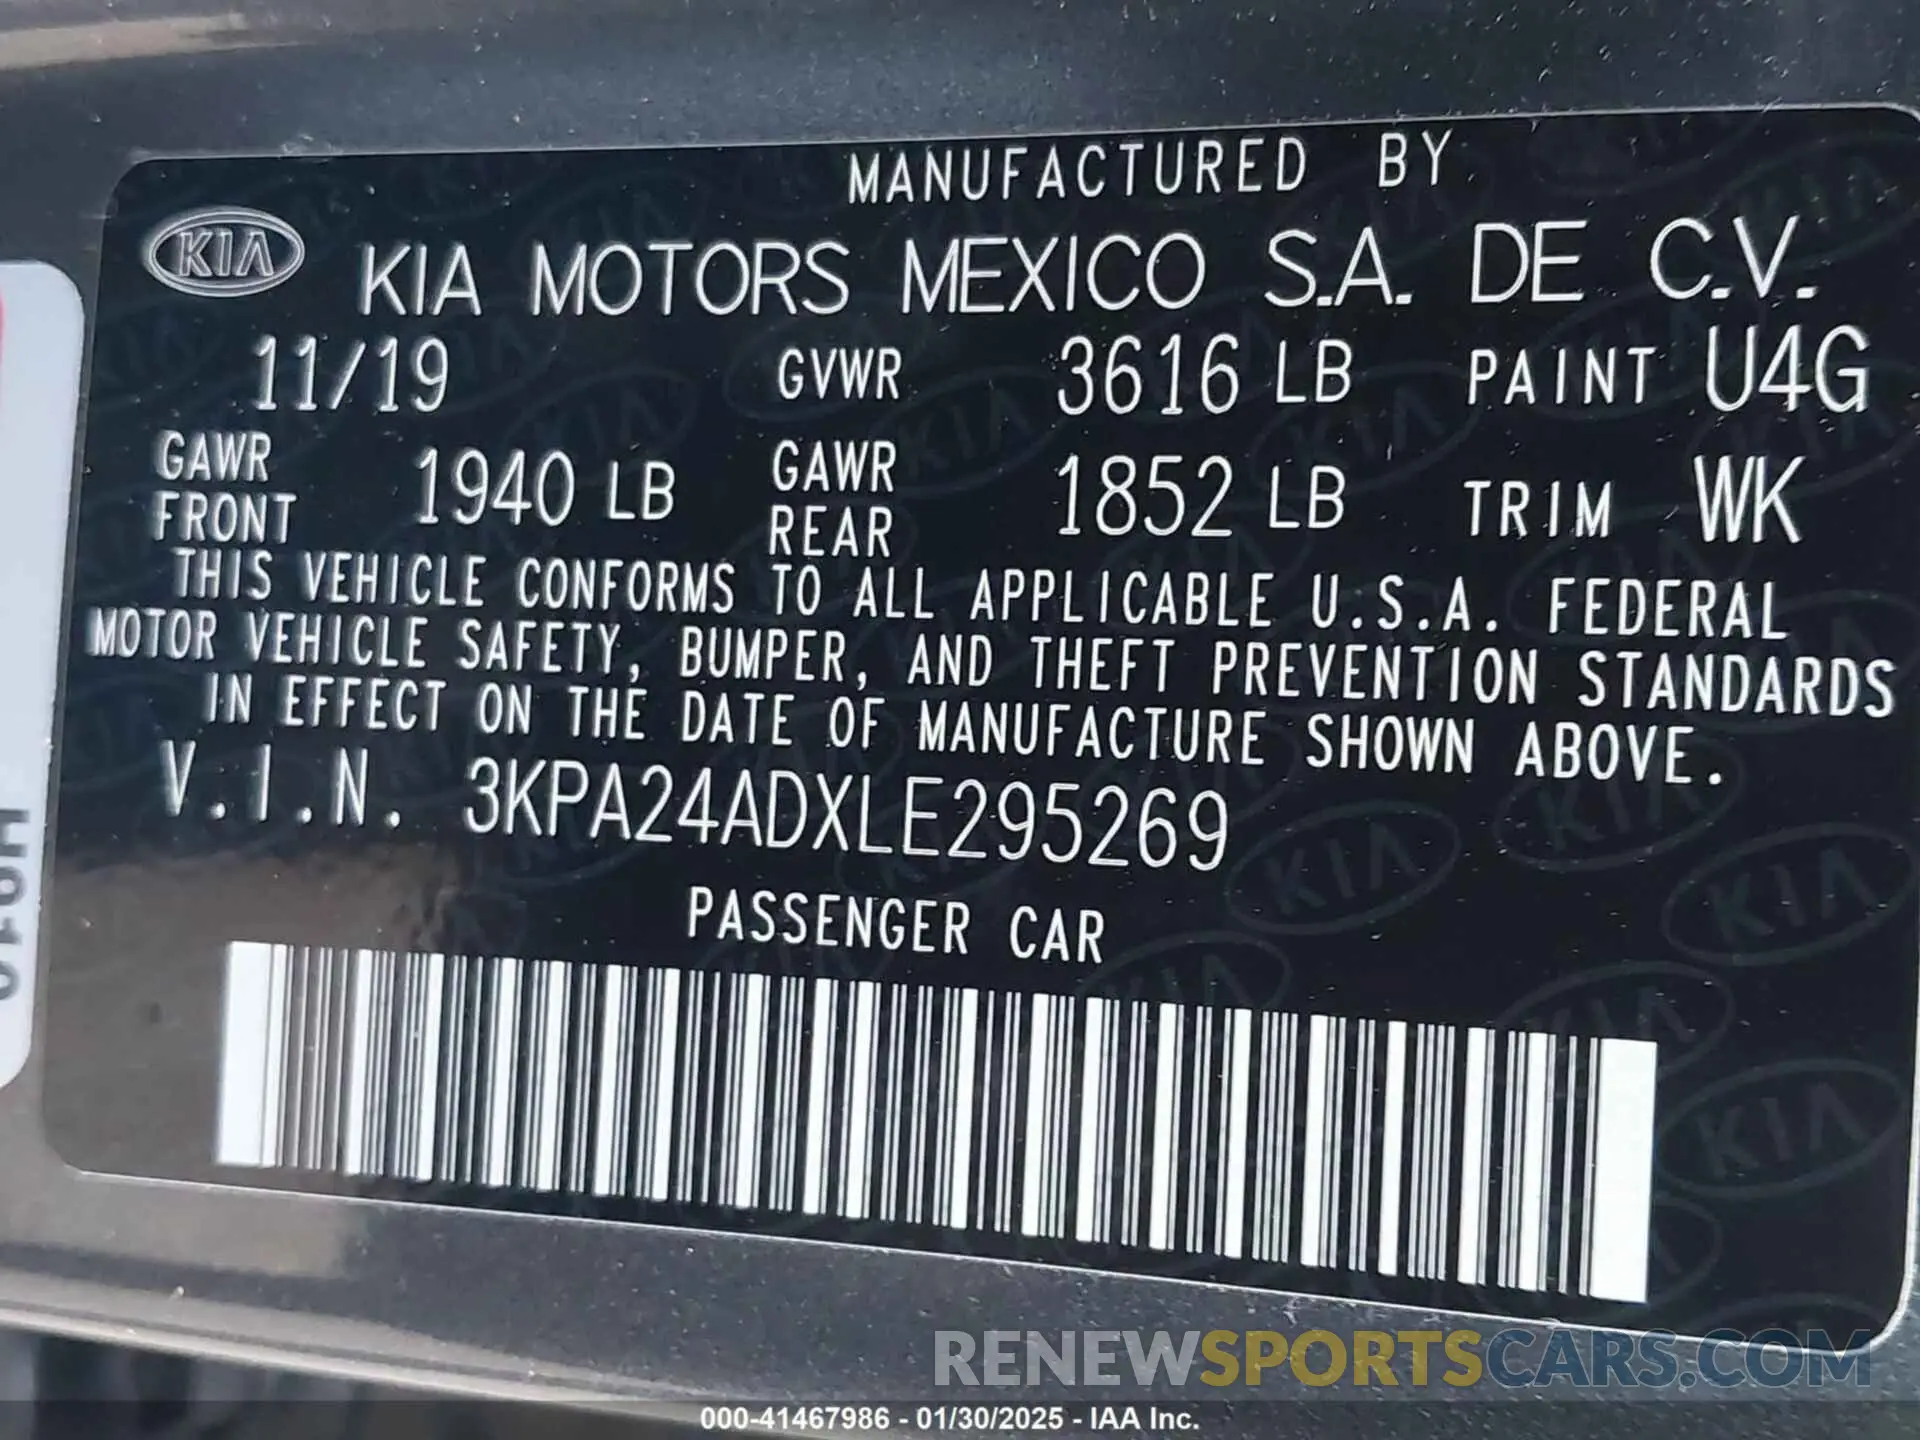 MANUFACTURED BY
KIA KIA MOTORS MEXICO S.A. DE C.V.
11/19 GVWR 3616 LB PAINT U4G
GAWR FRONT 1940 LB GAWR REAR 1852 LB TRIM WK
THIS VEHICLE CONFORMS TO ALL APPLICABLE U.S.A. FEDERAL
MOTOR VEHICLE SAFETY, BUMPER, AND THEFT PREVENTION STANDARDS
IN EFFECT ON THE DATE OF MANUFACTURE SHOWN ABOVE.
V.I.N. 3KPA24ADXLE295269
PASSENGER CAR
RENEWSPORTSCARS.COM
000-41467986 - 01/30/2025 - IAA Inc.